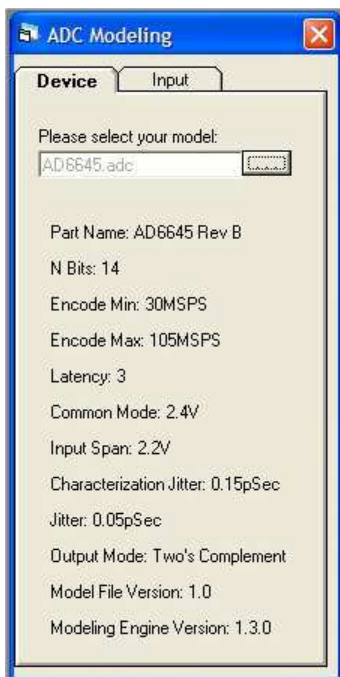 ADC Modeling
Device Input
Please select your model:
AD6645.adc ...
Part Name: AD6645 Rev B
N Bits: 14
Encode Min: 30MSPS
Encode Max: 105MSPS
Latency: 3
Common Mode: 2.4V
Input Span: 2.2V
Characterization Jitter: 0.15pSec
Jitter: 0.05pSec
Output Mode: Two's Complement
Model File Version: 1.0
Modeling Engine Version: 1.3.0